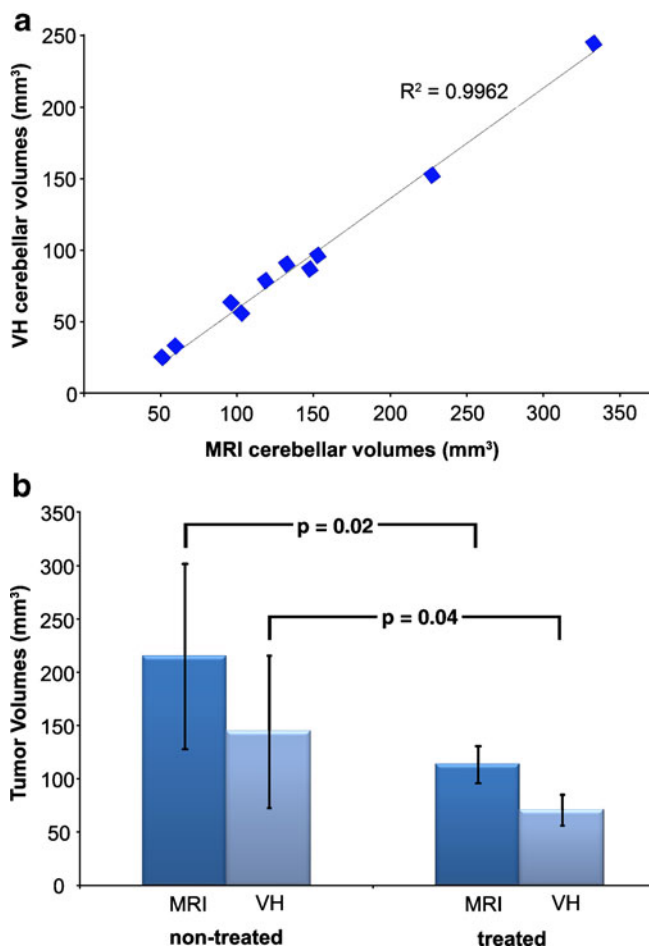 a
250
200
150
100
50
0
VH cerebellar volumes (mm³)
R² = 0.9962
50 100 150 200 250 300 350
MRI cerebellar volumes (mm³)
b
350
300
250
200
150
100
50
0
Tumor Volumes (mm³)
p = 0.02
p = 0.04
MRI VH MRI VH
non-treated treated